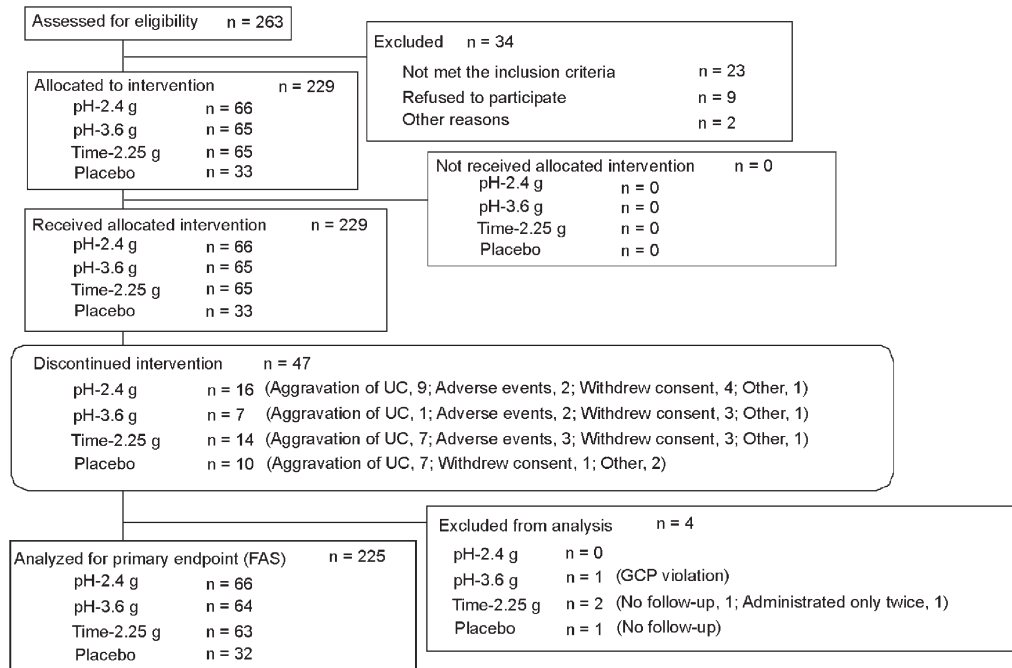 Assessed for eligibility n = 263
Excluded n = 34
Not met the inclusion criteria n = 23
Refused to participate n = 9
Other reasons n = 2
Allocated to intervention n = 229
pH-2.4 g n = 66
pH-3.6 g n = 65
Time-2.25 g n = 65
Placebo n = 33
Not received allocated intervention n = 0
pH-2.4 g n = 0
pH-3.6 g n = 0
Time-2.25 g n = 0
Placebo n = 0
Received allocated intervention n = 229
pH-2.4 g n = 66
pH-3.6 g n = 65
Time-2.25 g n = 65
Placebo n = 33
Discontinued intervention n = 47
pH-2.4 g n = 16 (Aggravation of UC, 9; Adverse events, 2; Withdrew consent, 4; Other, 1)
pH-3.6 g n = 7 (Aggravation of UC, 1; Adverse events, 2; Withdrew consent, 3; Other, 1)
Time-2.25 g n = 14 (Aggravation of UC, 7; Adverse events, 3; Withdrew consent, 3; Other, 1)
Placebo n = 10 (Aggravation of UC, 7; Withdrew consent, 1; Other, 2)
Excluded from analysis n = 4
pH-2.4 g n = 0
pH-3.6 g n = 1 (GCP violation)
Time-2.25 g n = 2 (No follow-up, 1; Administrated only twice, 1)
Placebo n = 1 (No follow-up)
Analyzed for primary endpoint (FAS) n = 225
pH-2.4 g n = 66
pH-3.6 g n = 64
Time-2.25 g n = 63
Placebo n = 32